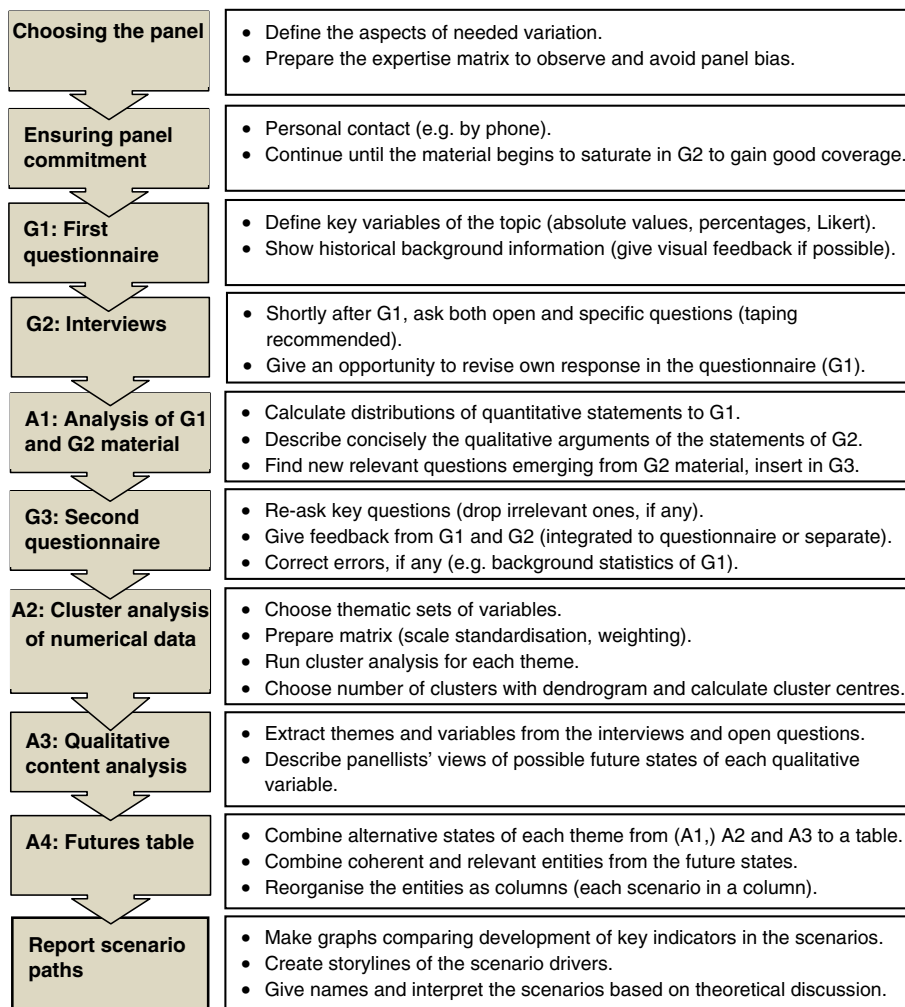 Choosing the panel
• Define the aspects of needed variation.
• Prepare the expertise matrix to observe and avoid panel bias.
Ensuring panel
commitment
• Personal contact (e.g. by phone).
• Continue until the material begins to saturate in G2 to gain good coverage.
G1: First
questionnaire
• Define key variables of the topic (absolute values, percentages, Likert).
• Show historical background information (give visual feedback if possible).
G2: Interviews
• Shortly after G1, ask both open and specific questions (taping
recommended).
• Give an opportunity to revise own response in the questionnaire (G1).
A1: Analysis of G1
and G2 material
• Calculate distributions of quantitative statements to G1.
• Describe concisely the qualitative arguments of the statements of G2.
• Find new relevant questions emerging from G2 material, insert in G3.
G3: Second
questionnaire
• Re-ask key questions (drop irrelevant ones, if any).
• Give feedback from G1 and G2 (integrated to questionnaire or separate).
• Correct errors, if any (e.g. background statistics of G1).
A2: Cluster analysis
of numerical data
• Choose thematic sets of variables.
• Prepare matrix (scale standardisation, weighting).
• Run cluster analysis for each theme.
• Choose number of clusters with dendrogram and calculate cluster centres.
A3: Qualitative
content analysis
• Extract themes and variables from the interviews and open questions.
• Describe panellists' views of possible future states of each qualitative
variable.
A4: Futures table
• Combine alternative states of each theme from (A1,) A2 and A3 to a table.
• Combine coherent and relevant entities from the future states.
• Reorganise the entities as columns (each scenario in a column).
Report scenario
paths
• Make graphs comparing development of key indicators in the scenarios.
• Create storylines of the scenario drivers.
• Give names and interpret the scenarios based on theoretical discussion.